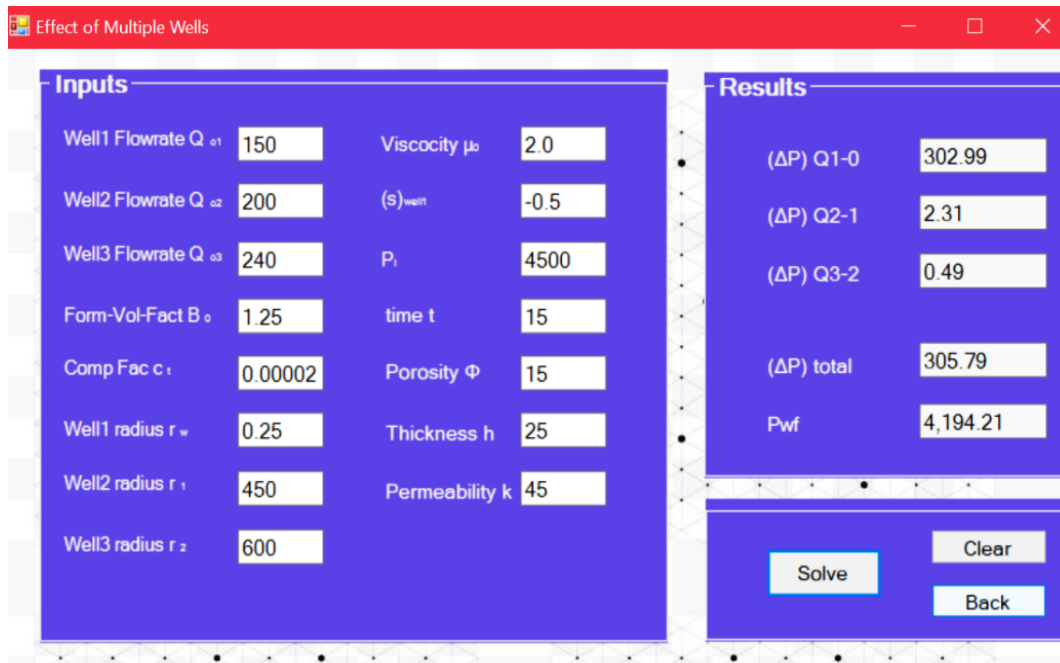 Effect of Multiple Wells
Inputs
Well1 Flowrate Q o1 150
Well2 Flowrate Q o2 200
Well3 Flowrate Q o3 240
Form-Vol-Fact B o 1.25
Comp Fac c t 0.00002
Well1 radius r w 0.25
Well2 radius r 1 450
Well3 radius r 2 600
Viscocity μo 2.0
(s)well1 -0.5
Pi 4500
time t 15
Porosity Φ 15
Thickness h 25
Permeability k 45
Results
(ΔP) Q1-0 302.99
(ΔP) Q2-1 2.31
(ΔP) Q3-2 0.49
(ΔP) total 305.79
Pwf 4,194.21
Solve
Clear
Back